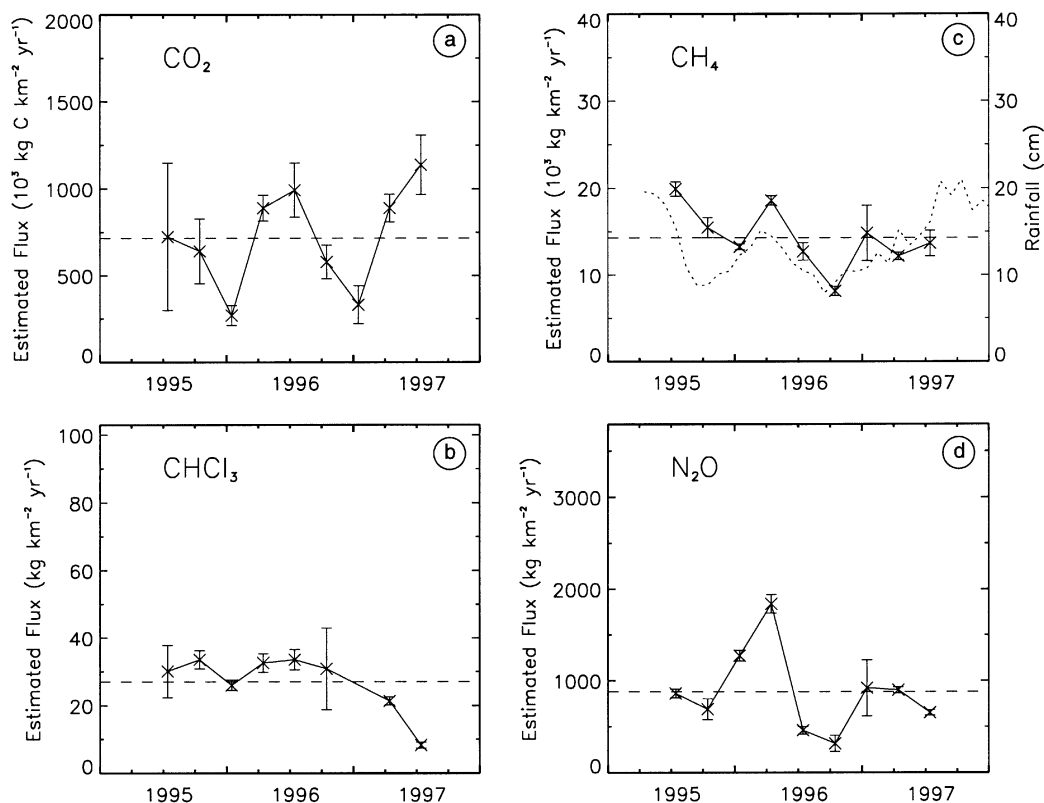 CO₂
a
Estimated Flux (10³ kg C km⁻² yr⁻¹)
2000
1500
1000
500
0
1995
1996
1997
CH₄
c
Estimated Flux (10³ kg km⁻² yr⁻¹)
40
30
20
10
0
40
30
20
10
0
Rainfall (cm)
1995
1996
1997
CHCl₃
b
Estimated Flux (kg km⁻² yr⁻¹)
100
80
60
40
20
0
1995
1996
1997
N₂O
d
Estimated Flux (kg km⁻² yr⁻¹)
3000
2000
1000
0
1995
1996
1997